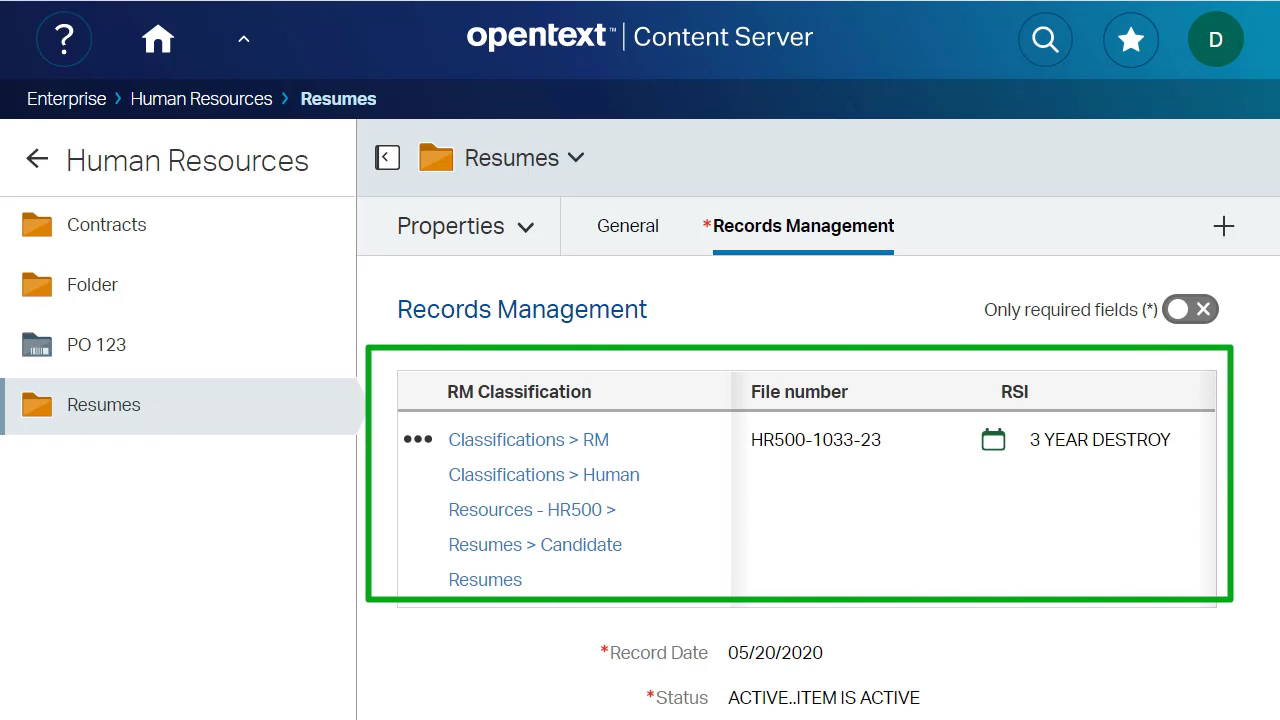 ?
opentext™ | Content Server
D
Enterprise > Human Resources > Resumes
Human Resources
Contracts
Folder
PO 123
Resumes
Resumes
Properties
General
*Records Management
Records Management
Only required fields (*)
RM Classification
File number
RSI
Classifications > RM
Classifications > Human
Resources - HR500 >
Resumes > Candidate
Resumes
HR500-1033-23
3 YEAR DESTROY
*Record Date 05/20/2020
*Status ACTIVE..ITEM IS ACTIVE